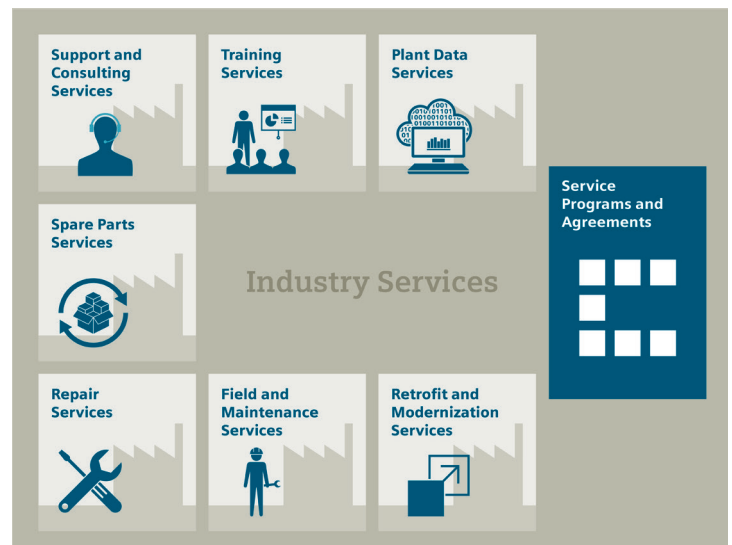 Support and
Consulting
Services
Training
Services
Plant Data
Services
Service
Programs and
Agreements
Spare Parts
Services
Industry Services
Repair
Services
Field and
Maintenance
Services
Retrofit and
Modernization
Services